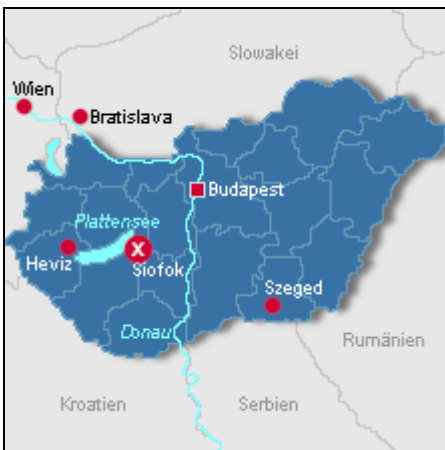 Slowakei
Wien
Bratislava
Budapest
Plattensee
Heviz
X
Siofok
Szeged
Donau
Rumänien
Kroatien
Serbien